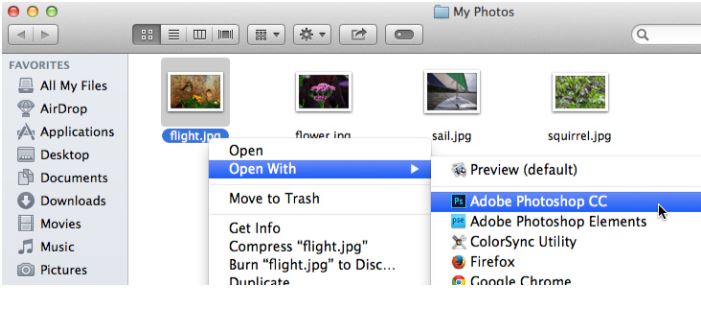 My Photos
FAVORITES
All My Files
AirDrop
Applications
Desktop
Documents
Downloads
Movies
Music
Pictures
flight.jpg
flower.jpg
sail.jpg
squirrel.jpg
Open
Open With
Move to Trash
Get Info
Compress “flight.jpg”
Burn “flight.jpg” to Disc...
Duplicate
Preview (default)
Ps Adobe Photoshop CC
pse Adobe Photoshop Elements
ColorSync Utility
Firefox
Google Chrome